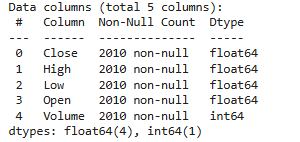 Data columns (total 5 columns):
 #   Column  Non-Null Count  Dtype
---  ------  --------------  -----
 0   Close   2010 non-null   float64
 1   High    2010 non-null   float64
 2   Low     2010 non-null   float64
 3   Open    2010 non-null   float64
 4   Volume  2010 non-null   int64
dtypes: float64(4), int64(1)